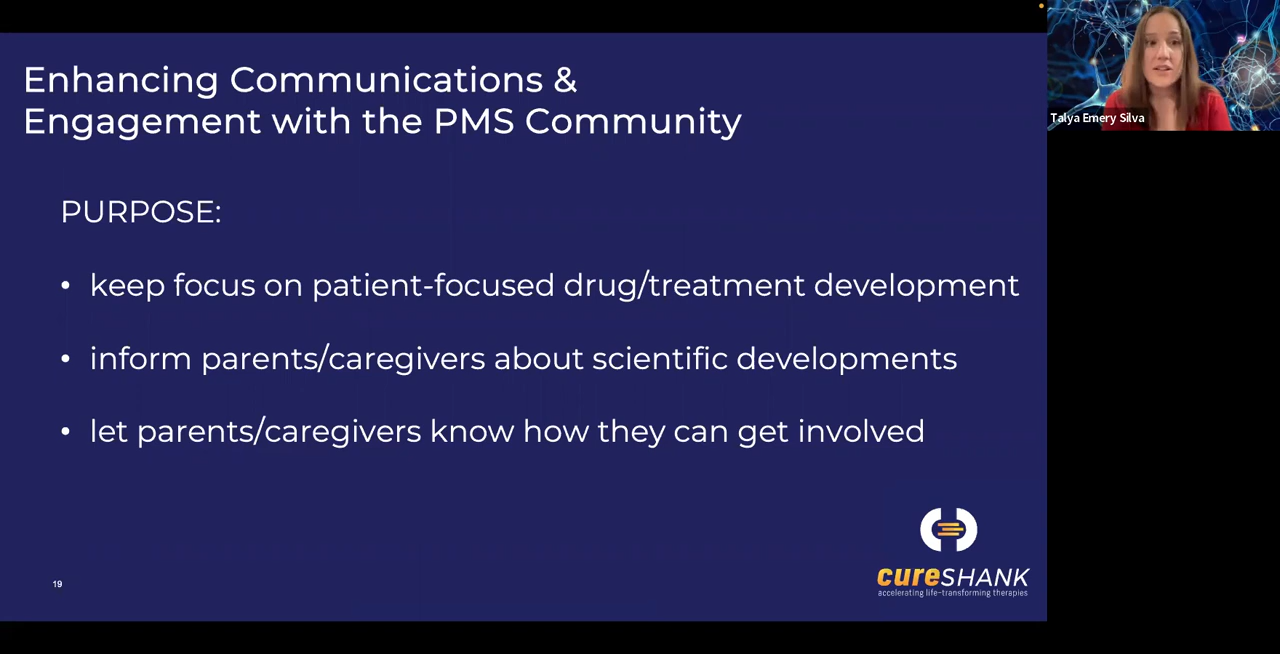 Enhancing Communications &
Engagement with the PMS Community
PURPOSE:
• keep focus on patient-focused drug/treatment development
• inform parents/caregivers about scientific developments
• let parents/caregivers know how they can get involved
19
cureSHANK
accelerating life-transforming therapies
Talya Emery Silva